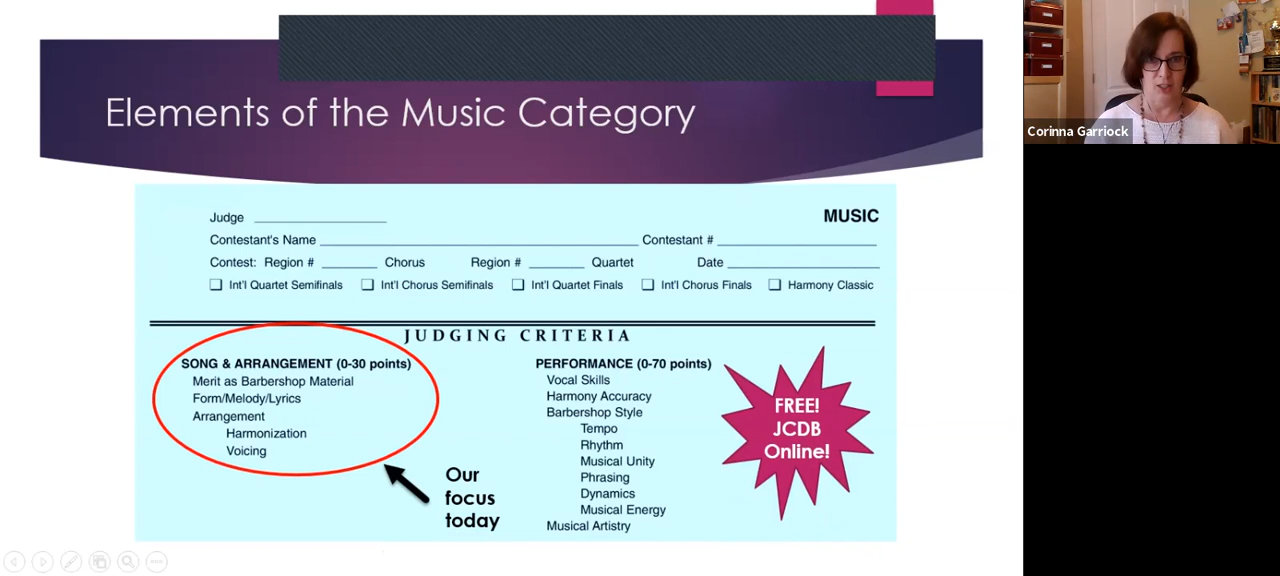 Elements of the Music Category
Corinna Garriock
Judge
MUSIC
Contestant's Name
Contestant #
Contest: Region #
Chorus
Region #
Quartet
Date
Int'l Quartet Semifinals
Int'l Chorus Semifinals
Int'l Quartet Finals
Int'l Chorus Finals
Harmony Classic
JUDGING CRITERIA
SONG & ARRANGEMENT (0-30 points)
Merit as Barbershop Material
Form/Melody/Lyrics
Arrangement
Harmonization
Voicing
Our
focus
today
PERFORMANCE (0-70 points)
Vocal Skills
Harmony Accuracy
Barbershop Style
Tempo
Rhythm
Musical Unity
Phrasing
Dynamics
Musical Energy
Musical Artistry
FREE!
JCDB
Online!